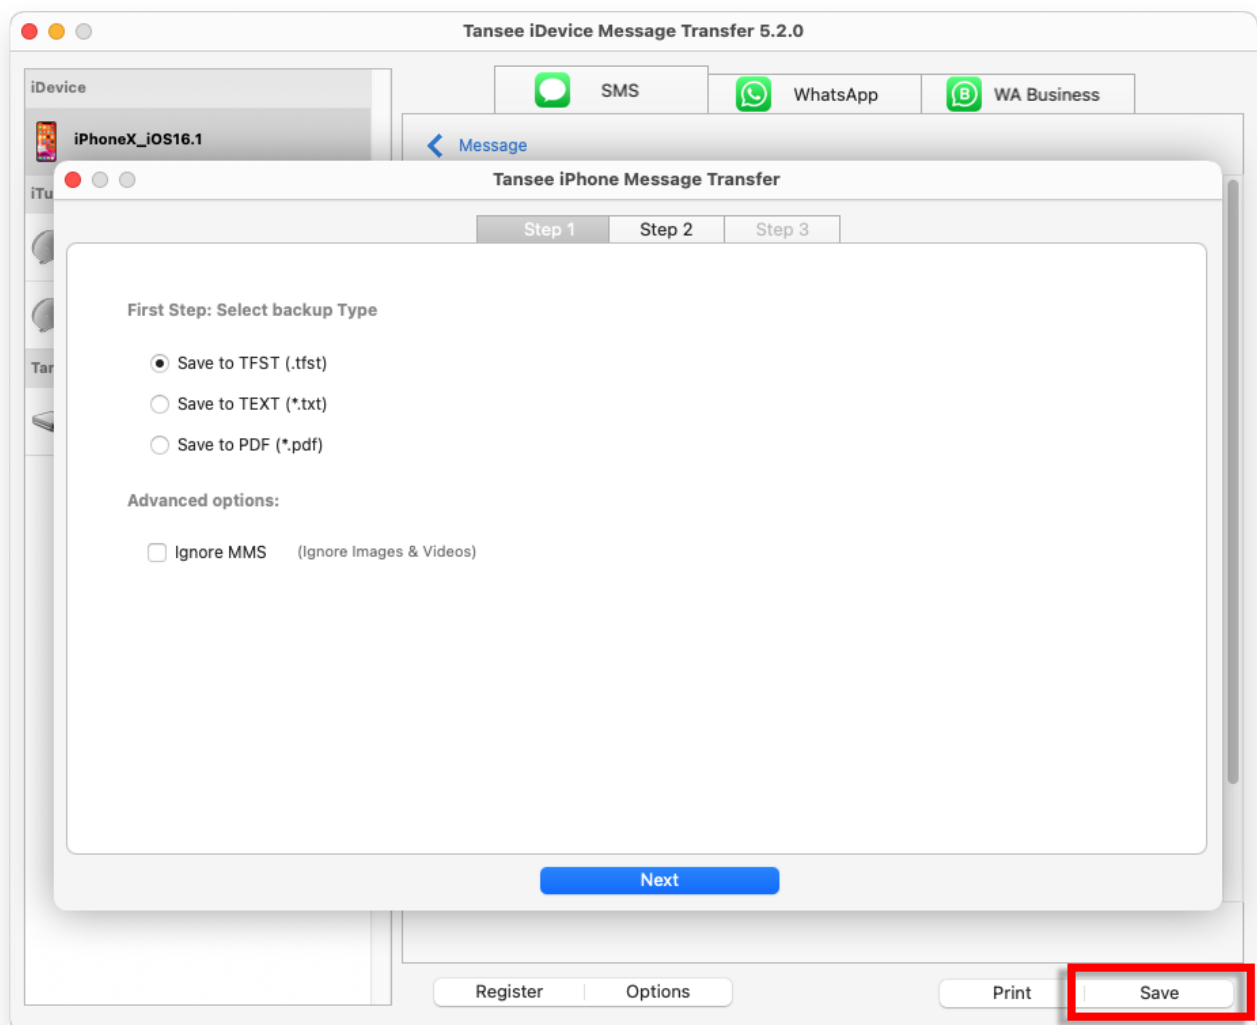 Tansee iDevice Message Transfer 5.2.0
iDevice
SMS
WhatsApp
WA Business
iPhoneX_iOS16.1
Message
Tansee iPhone Message Transfer
iTu
Step 1
Step 2
Step 3
First Step: Select backup Type
Save to TFST (.tfst)
Tan
Save to TEXT (*.txt)
Save to PDF (*.pdf)
Advanced options:
Ignore MMS (Ignore Images & Videos)
Next
Register
Options
Print
Save